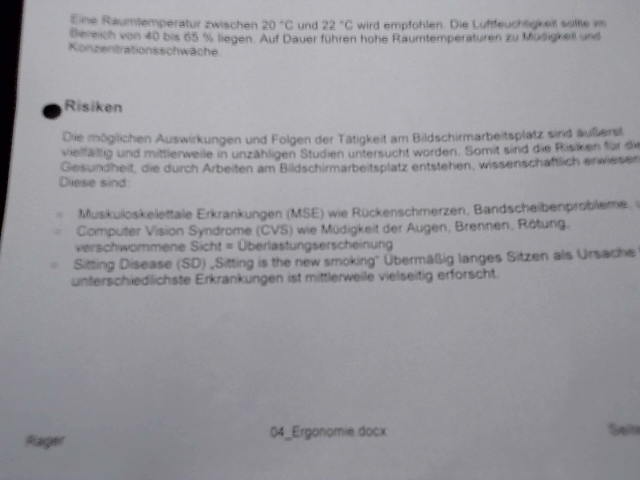 Eine Raumtemperatur zwischen 20 °C und 22 °C wird empfohlen. Die Luftfeuchtigkeit sollte im
Bereich von 40 bis 65 % liegen. Auf Dauer führen hohe Raumtemperaturen zu Müdigkeit und
Konzentrationsschwäche.
Risiken
Die möglichen Auswirkungen und Folgen der Tätigkeit am Bildschirmarbeitsplatz sind äußerst
vielfältig und mittlerweile in unzähligen Studien untersucht worden. Somit sind die Risiken für die
Gesundheit, die durch Arbeiten am Bildschirmarbeitsplatz entstehen, wissenschaftlich erwiesen
Diese sind:
Muskuloskelettale Erkrankungen (MSE) wie Rückenschmerzen, Bandscheibenprobleme,
Computer Vision Syndrome (CVS) wie Müdigkeit der Augen, Brennen, Rötung,
verschwommene Sicht = Überlastungserscheinung
Sitting Disease (SD) „Sitting is the new smoking“ Übermäßig langes Sitzen als Ursache
unterschiedlichste Erkrankungen ist mittlerweile vielseitig erforscht.
Rager 04_Ergonomie.docx Seite